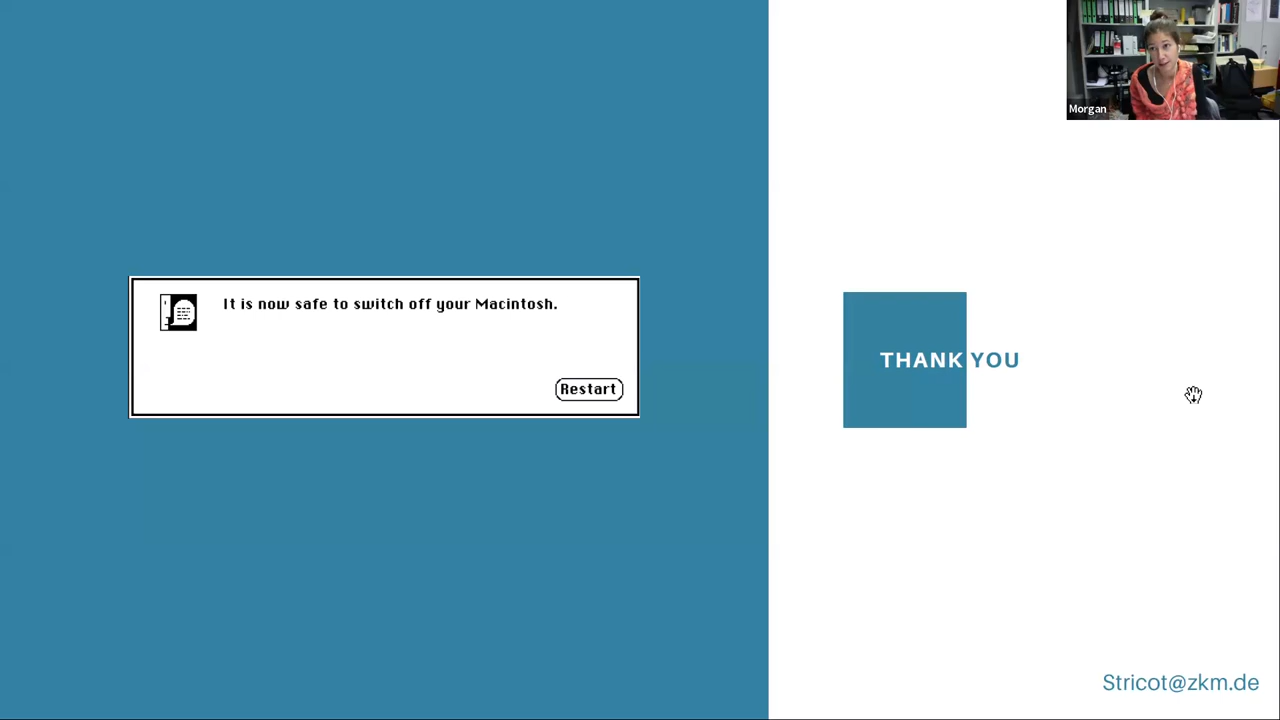 Morgan
It is now safe to switch off your Macintosh.
Restart
THANK YOU
Stricot@zkm.de